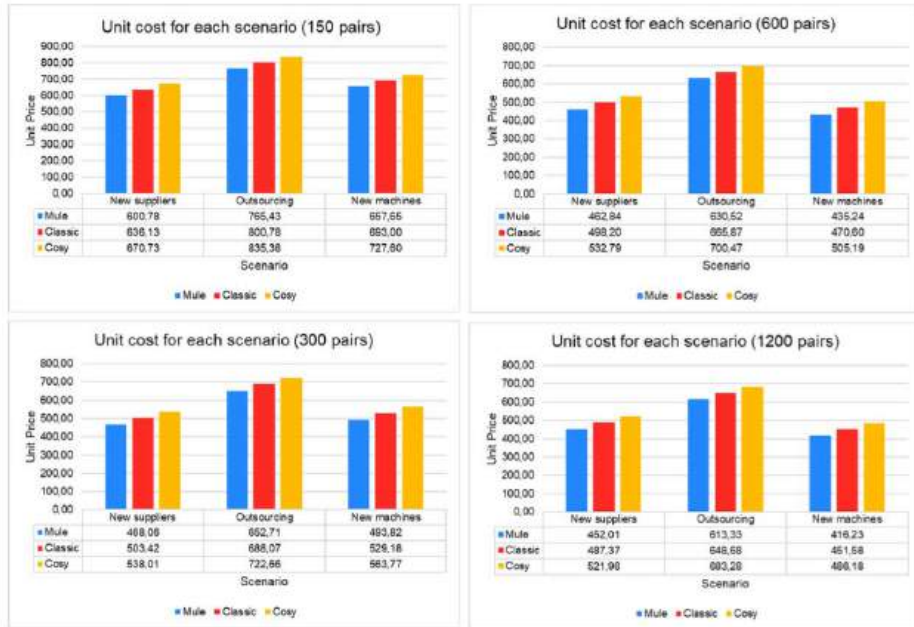 Unit cost for each scenario (150 pairs)
Unit Price
900,00
800,00
700,00
600,00
500,00
400,00
300,00
200,00
100,00
0,00
New suppliers Outsourcing New machines
Mule 600,78 765,43 657,65
Classic 636,13 800,78 693,00
Cosy 670,73 835,38 727,60
Scenario
Mule Classic Cosy
Unit cost for each scenario (600 pairs)
Unit Price
800,00
700,00
600,00
500,00
400,00
300,00
200,00
100,00
0,00
New suppliers Outsourcing New machines
Mule 462,84 630,52 435,24
Classic 498,20 665,87 470,60
Cosy 532,79 700,47 505,19
Scenario
Mule Classic Cosy
Unit cost for each scenario (300 pairs)
Unit Price
800,00
700,00
600,00
500,00
400,00
300,00
200,00
100,00
0,00
New suppliers Outsourcing New machines
Mule 468,06 652,71 493,82
Classic 503,42 688,07 529,18
Cosy 538,01 722,66 563,77
Scenario
Mule Classic Cosy
Unit cost for each scenario (1200 pairs)
Unit Price
800,00
700,00
600,00
500,00
400,00
300,00
200,00
100,00
0,00
New suppliers Outsourcing New machines
Mule 452,01 613,33 416,23
Classic 487,37 648,68 451,58
Cosy 521,96 683,28 486,18
Scenario
Mule Classic Cosy